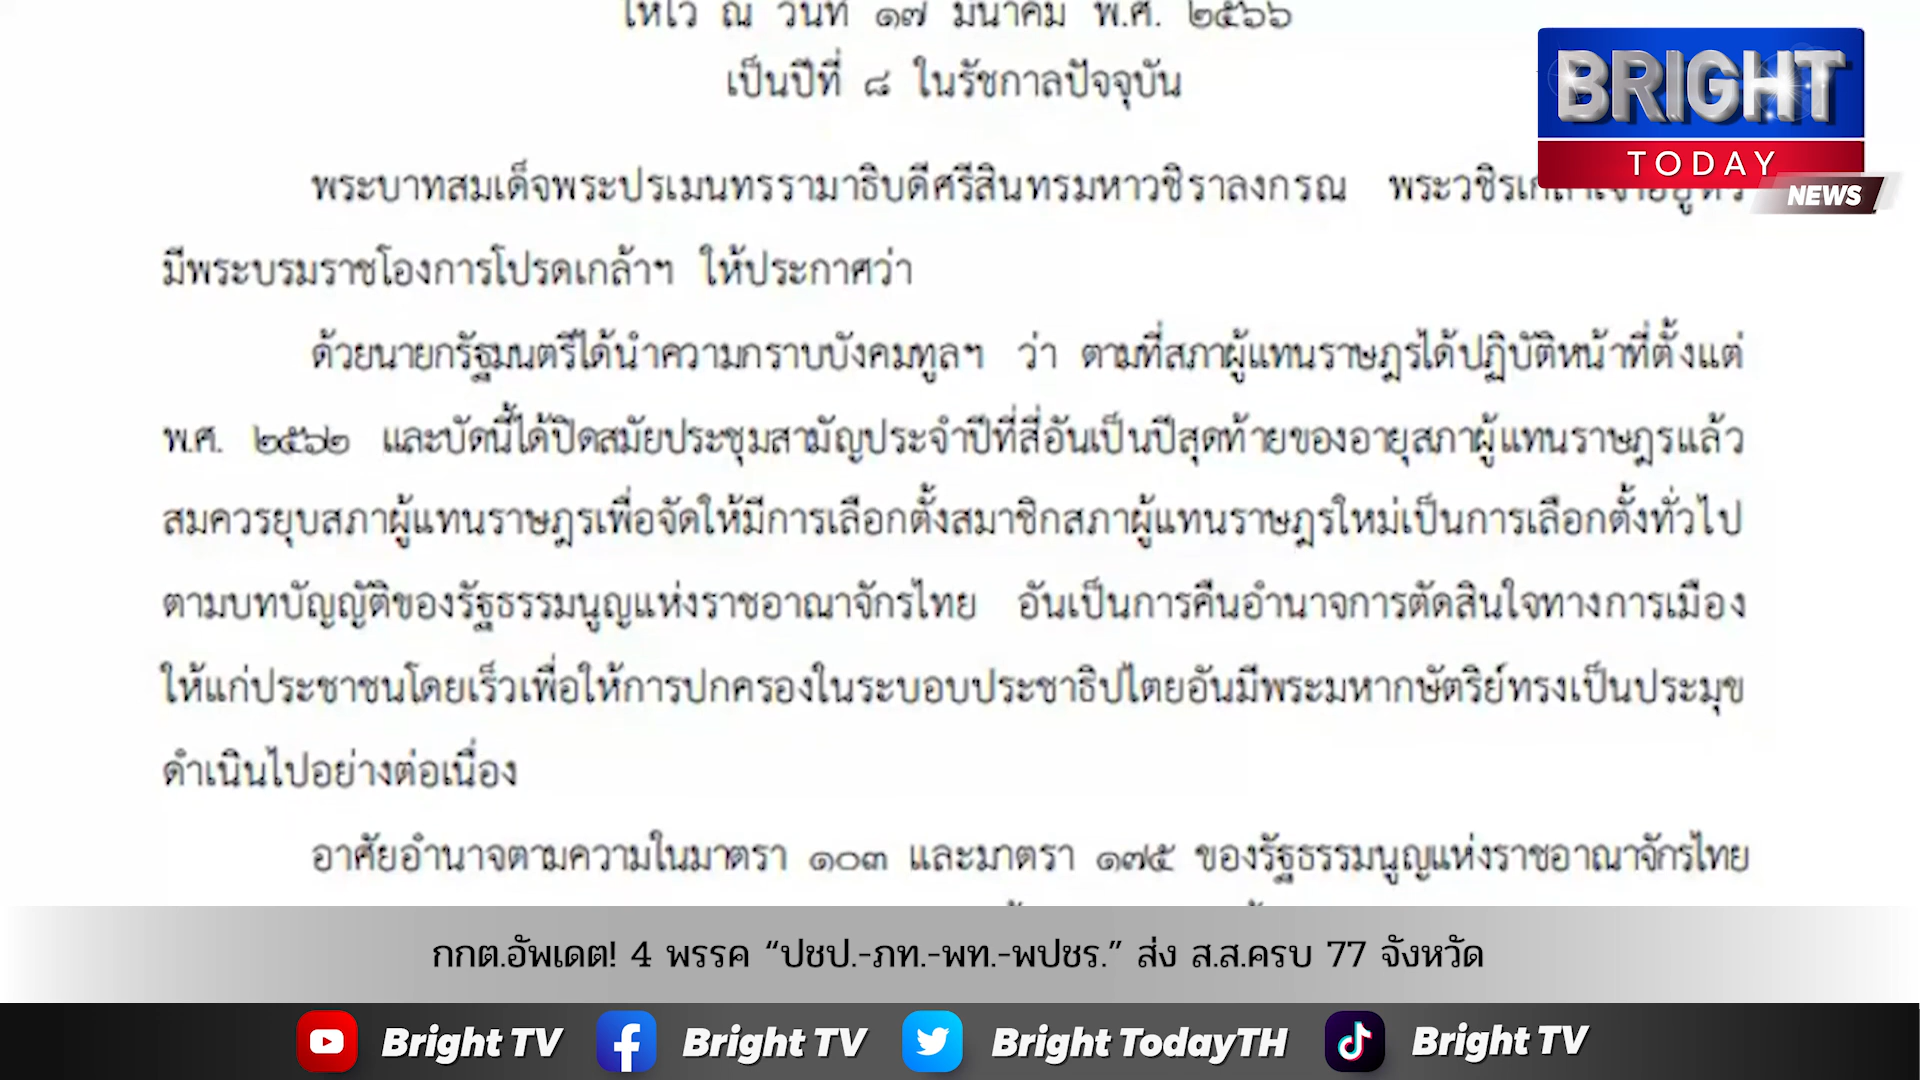 ให้ไว้ ณ วันที่ ๑๗ มีนาคม พ.ศ. ๒๕๖๖
เป็นปีที่ ๘ ในรัชกาลปัจจุบัน
BRIGHT
TODAY
NEWS
พระบาทสมเด็จพระปรเมนทรรามาธิบดีศรีสินทรมหาวชิราลงกรณ
มีพระบรมราชโองการโปรดเกล้าฯ ให้ประกาศว่า
ด้วยนายกรัฐมนตรีได้นำความกราบบังคมทูลฯ ว่า ตามที่สภาผู้แทนราษฎรได้ปฏิบัติหน้าที่ตั้งแต่
พ.ศ. ๒๕๖๒ และบัดนี้ได้ปิดสมัยประชุมสามัญประจำปีที่สี่อันเป็นปีสุดท้ายของอายุสภาผู้แทนราษฎรแล้ว
สมควรยุบสภาผู้แทนราษฎรเพื่อจัดให้มีการเลือกตั้งสมาชิกสภาผู้แทนราษฎรใหม่เป็นการเลือกตั้งทั่วไป
ตามบทบัญญัติของรัฐธรรมนูญแห่งราชอาณาจักรไทย อันเป็นการคืนอำนาจการตัดสินใจทางการเมือง
ให้แก่ประชาชนโดยเร็วเพื่อให้การปกครองในระบอบประชาธิปไตยอันมีพระมหากษัตริย์ทรงเป็นประมุข
ดำเนินไปอย่างต่อเนื่อง
อาศัยอำนาจตามความในมาตรา ๑๐๓ และมาตรา ๑๗๕ ของรัฐธรรมนูญแห่งราชอาณาจักรไทย
กกต.อัพเดต! 4 พรรค “ปชป.-ภท.-พท.-พปชร.” ส่ง ส.ส.ครบ 77 จังหวัด
Bright TV Bright TV Bright TodayTH Bright TV